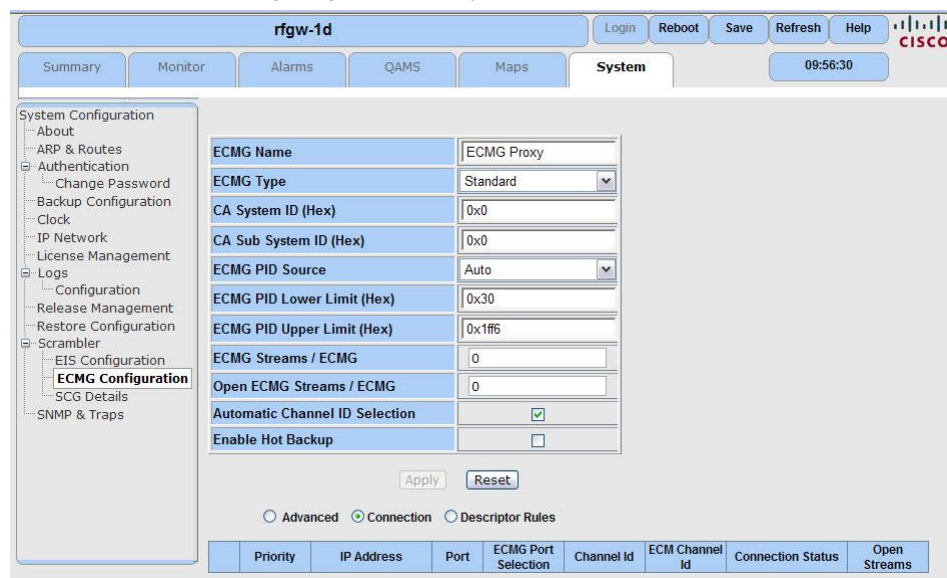 rfgw-1d
Login Reboot Save Refresh Help
CISCO
Summary Monitor Alarms QAMS Maps System 09:56:30
System Configuration
About
ARP & Routes
Authentication
Change Password
Backup Configuration
Clock
IP Network
License Management
Logs
Configuration
Release Management
Restore Configuration
Scrambler
EIS Configuration
ECMG Configuration
SCG Details
SNMP & Traps
ECMG Name ECMG Proxy
ECMG Type Standard
CA System ID (Hex) 0x0
CA Sub System ID (Hex) 0x0
ECMG PID Source Auto
ECMG PID Lower Limit (Hex) 0x30
ECMG PID Upper Limit (Hex) 0x1ff6
ECMG Streams / ECMG 0
Open ECMG Streams / ECMG 0
Automatic Channel ID Selection
Enable Hot Backup
Apply Reset
Advanced Connection Descriptor Rules
Priority IP Address Port ECMG Port Selection Channel Id ECM Channel Id Connection Status Open Streams